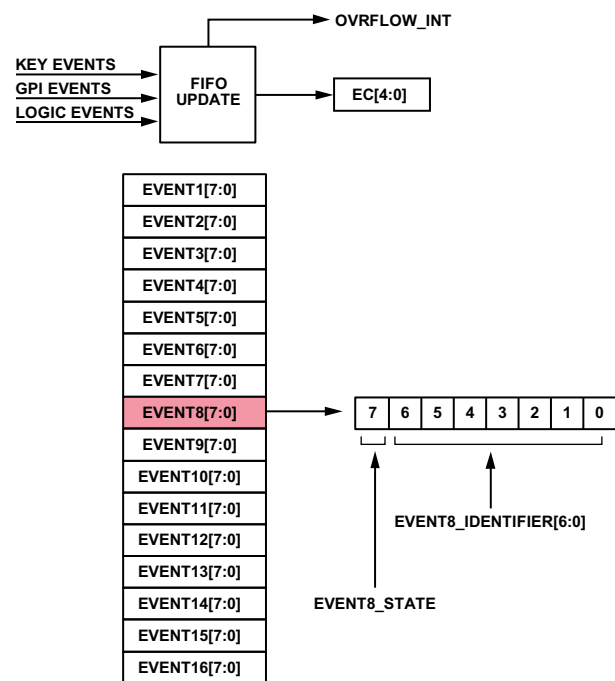 OVRFLOW_INT
KEY EVENTS
GPI EVENTS
LOGIC EVENTS
FIFO
UPDATE
EC[4:0]
EVENT1[7:0]
EVENT2[7:0]
EVENT3[7:0]
EVENT4[7:0]
EVENT5[7:0]
EVENT6[7:0]
EVENT7[7:0]
EVENT8[7:0]
7 6 5 4 3 2 1 0
EVENT9[7:0]
EVENT10[7:0]
EVENT11[7:0]
EVENT12[7:0]
EVENT13[7:0]
EVENT14[7:0]
EVENT15[7:0]
EVENT16[7:0]
EVENT8_IDENTIFIER[6:0]
EVENT8_STATE